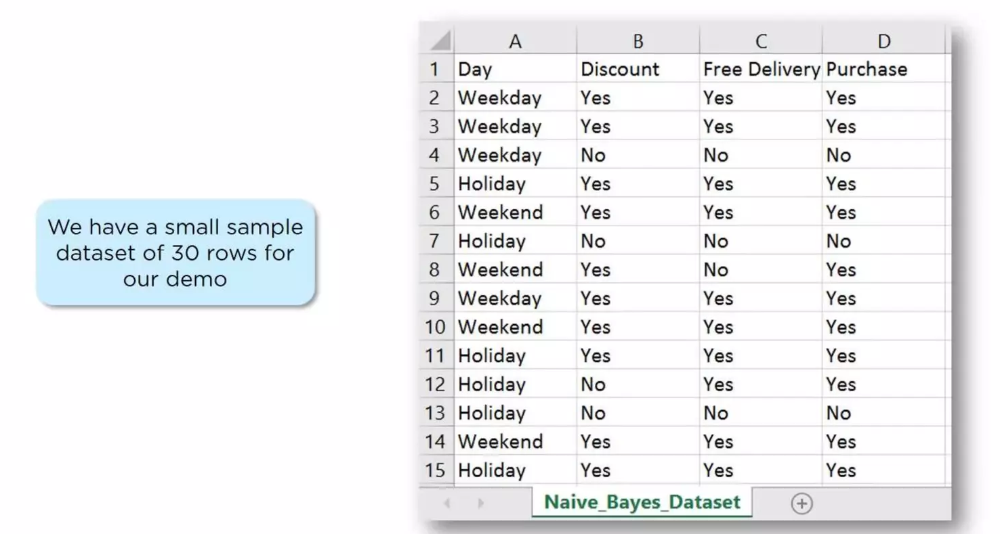 We have a small sample
dataset of 30 rows for
our demo
A B C D
1 Day Discount Free Delivery Purchase
2 Weekday Yes Yes Yes
3 Weekday Yes Yes Yes
4 Weekday No No No
5 Holiday Yes Yes Yes
6 Weekend Yes Yes Yes
7 Holiday No No No
8 Weekend Yes No Yes
9 Weekday Yes Yes Yes
10 Weekend Yes Yes Yes
11 Holiday Yes Yes Yes
12 Holiday No Yes Yes
13 Holiday No No No
14 Weekend Yes Yes Yes
15 Holiday Yes Yes Yes
Naive_Bayes_Dataset